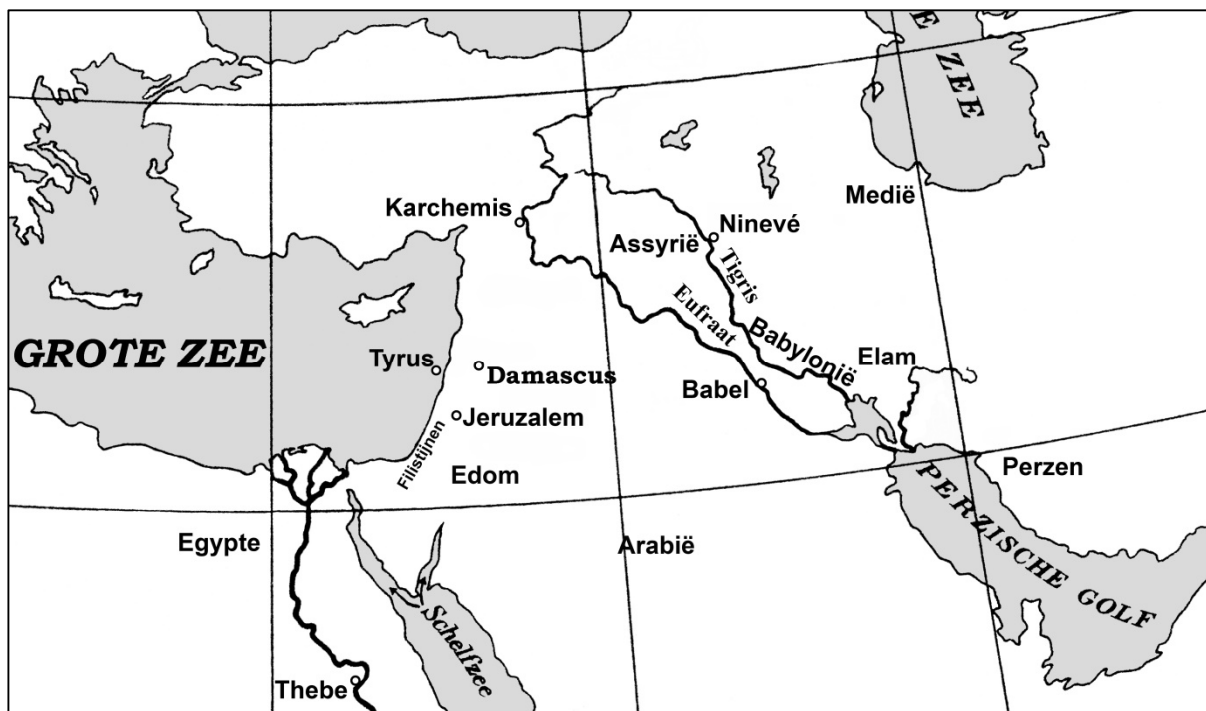 E ZEE
Medië
Karchemis
Ninevé
Assyrië
Tigris
Eufraat
GROTE ZEE
Tyrus
Damascus
Babylonië
Elam
Babel
Jeruzalem
Filistijnen
Edom
Perzen
PERZISCHE GOLF
Egypte
Arabië
Schelfzee
Thebe